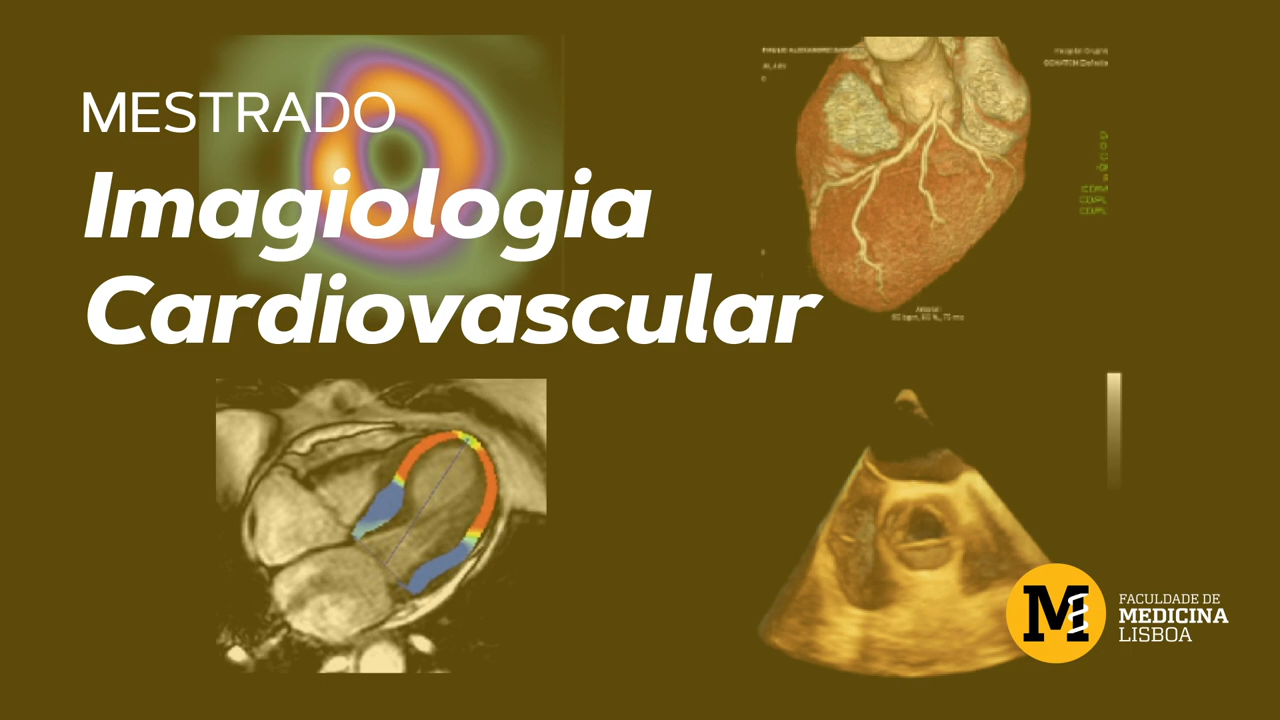 MESTRADO
Imagiologia
Cardiovascular
FACULDADE DE
MEDICINA
LISBOA